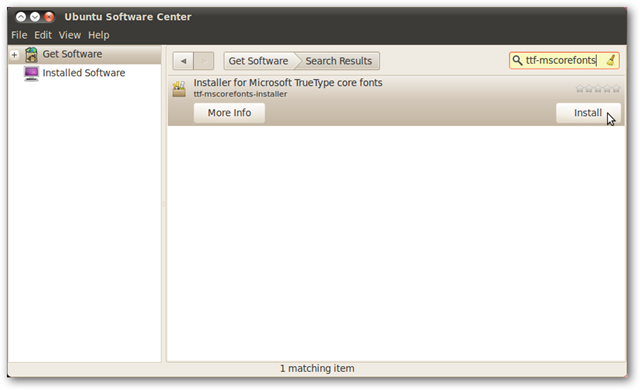 Ubuntu Software Center
File Edit View Help
Get Software
Installed Software
Get Software Search Results
ttf-mscorefonts
Installer for Microsoft TrueType core fonts
ttf-mscorefonts-installer
More Info
Install
1 matching item